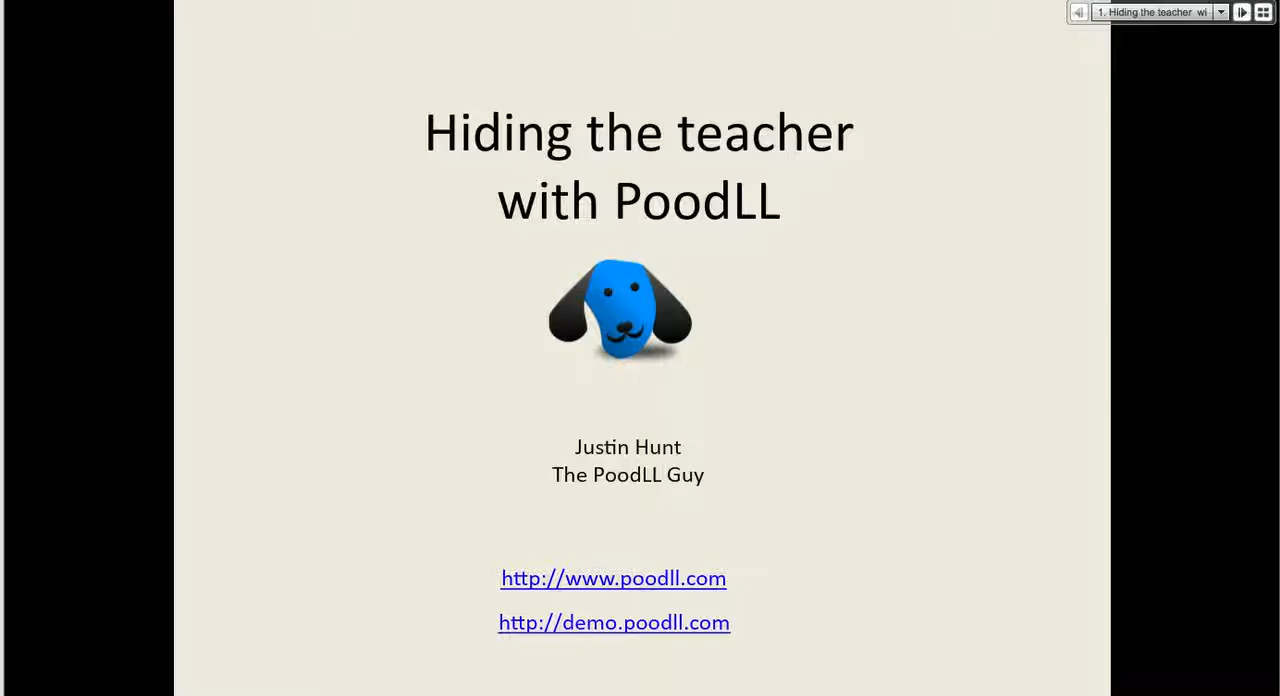 1. Hiding the teacher wi
Hiding the teacher
with PoodLL
Justin Hunt
The PoodLL Guy
http://www.poodll.com
http://demo.poodll.com